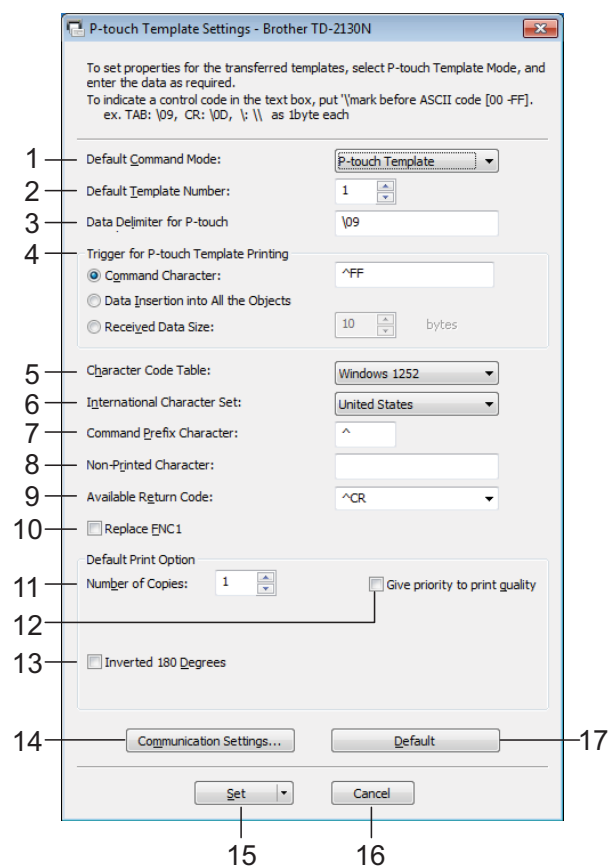 P-touch Template Settings - Brother TD-2130N
To set properties for the transferred templates, select P-touch Template Mode, and
enter the data as required.
To indicate a control code in the text box, put '\'mark before ASCII code [00 -FF].
ex. TAB: \09, CR: \0D, \: \\ as 1byte each
1 Default Command Mode: P-touch Template
2 Default Template Number: 1
3 Data Delimiter for P-touch \09
4 Trigger for P-touch Template Printing
Command Character: ^FF
Data Insertion into All the Objects
Received Data Size: 10 bytes
5 Character Code Table: Windows 1252
6 International Character Set: United States
7 Command Prefix Character: ^
8 Non-Printed Character:
9 Available Return Code: ^CR
10 Replace FNC1
Default Print Option
11 Number of Copies: 1 Give priority to print quality
12
13 Inverted 180 Degrees
14 Communication Settings... Default 17
Set Cancel
15 16